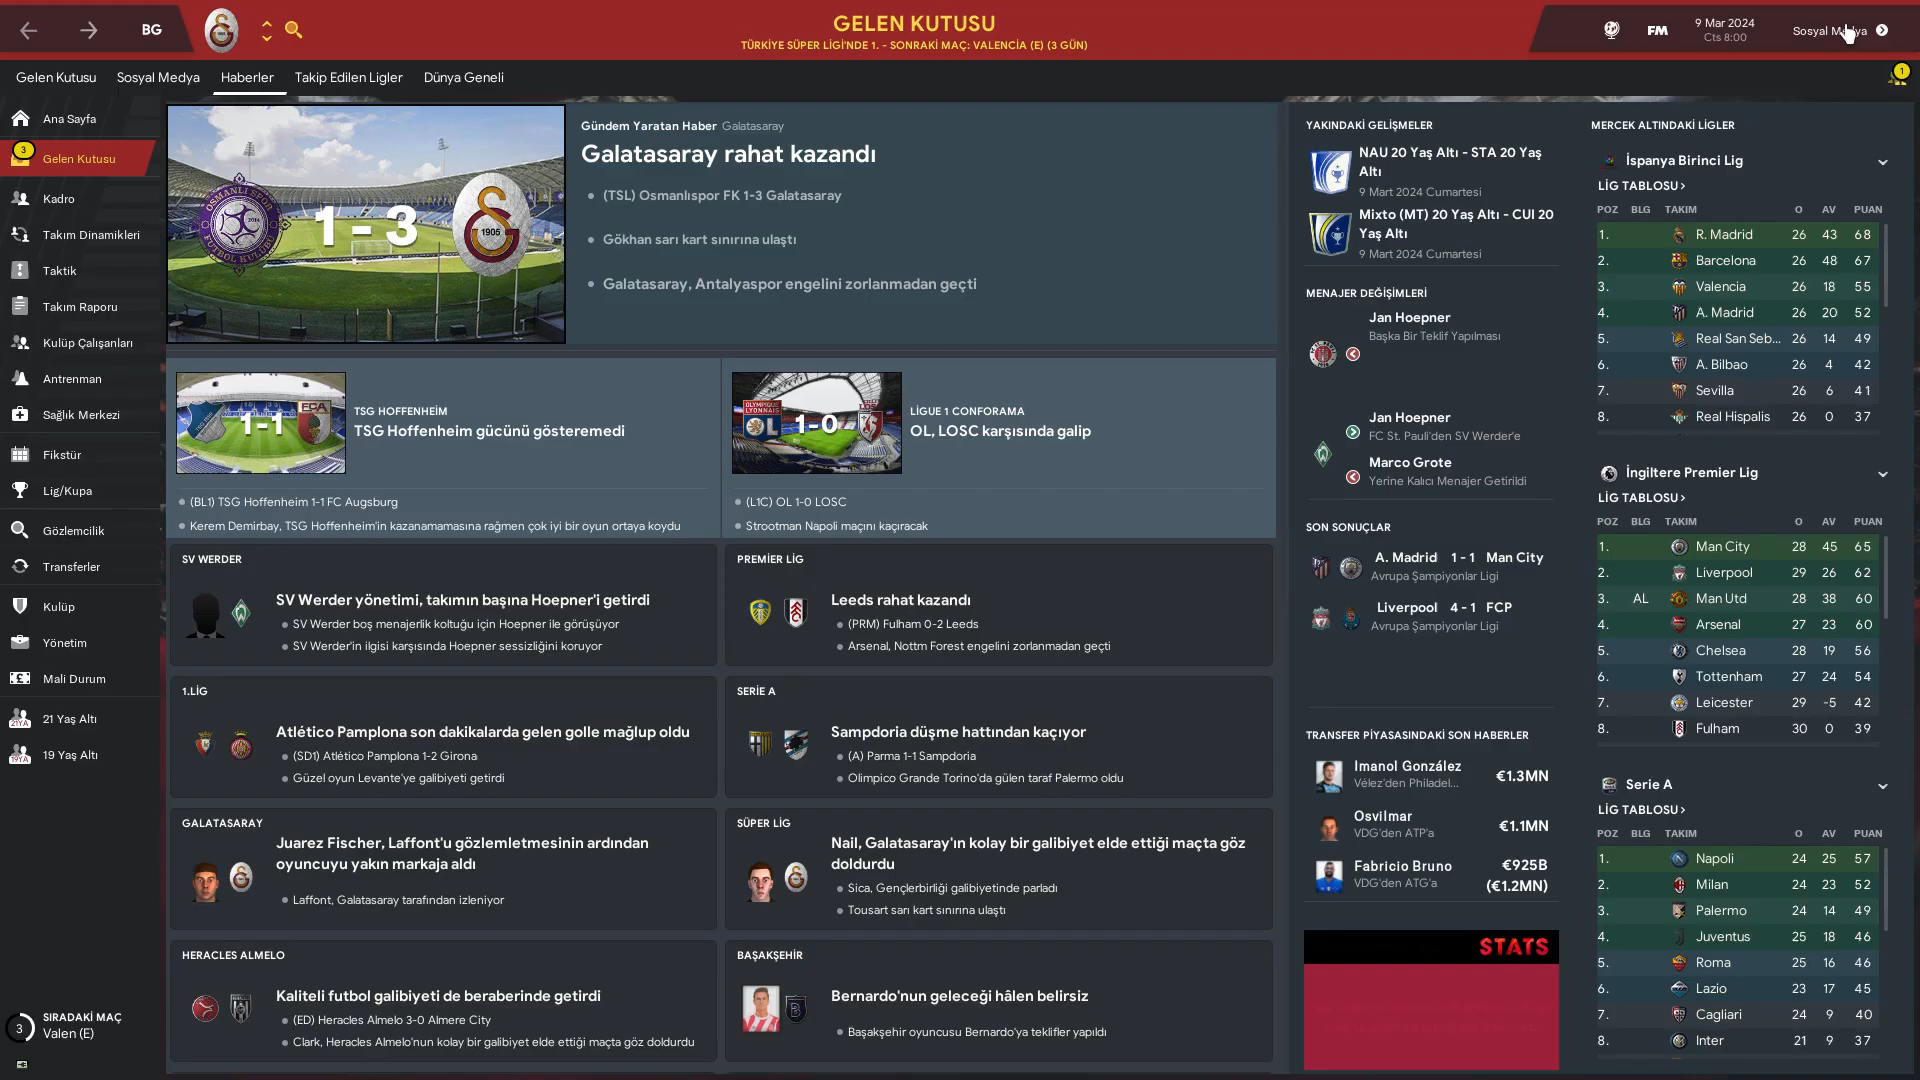 BG
GELEN KUTUSU
TÜRKİYE SÜPER LİGİ'NDE 1. - SONRAKİ MAÇ: VALENCIA (E) (3 GÜN)
FM
9 Mar 2024
Cts 8:00
Sosyal Medya
Gelen Kutusu
Sosyal Medya
Haberler
Takip Edilen Ligler
Dünya Geneli
1
Ana Sayfa
3
Gelen Kutusu
Kadro
Takım Dinamikleri
Taktik
Takım Raporu
Kulüp Çalışanları
Antrenman
Sağlık Merkezi
Fikstür
Lig/Kupa
Gözlemcilik
Transferler
Kulüp
Yönetim
Mali Durum
21YA
21 Yaş Altı
19YA
19 Yaş Altı
3
SIRADAKİ MAÇ
Valen (E)
OSMANLI SPOR
FUTBOL KULÜBÜ
1 - 3
1905
Gündem Yaratan Haber Galatasaray
Galatasaray rahat kazandı
(TSL) Osmanlıspor FK 1-3 Galatasaray
Gökhan sarı kart sınırına ulaştı
Galatasaray, Antalyaspor engelini zorlanmadan geçti
1-1
FCA
TSG HOFFENHEİM
TSG Hoffenheim gücünü gösteremedi
(BL1) TSG Hoffenheim 1-1 FC Augsburg
Kerem Demirbay, TSG Hoffenheim'in kazanamamasına rağmen çok iyi bir oyun ortaya koydu
OLYMPIQUE LYONNAIS
OL
1-0
LOSC
LİGUE 1 CONFORAMA
OL, LOSC karşısında galip
(L1C) OL 1-0 LOSC
Strootman Napoli maçını kaçıracak
SV WERDER
SV Werder yönetimi, takımın başına Hoepner'i getirdi
SV Werder boş menajerlik koltuğu için Hoepner ile görüşüyor
SV Werder'in ilgisi karşısında Hoepner sessizliğini koruyor
PREMİER LİG
Leeds rahat kazandı
(PRM) Fulham 0-2 Leeds
Arsenal, Nottm Forest engelini zorlanmadan geçti
1.LİG
Atlético Pamplona son dakikalarda gelen golle mağlup oldu
(SD1) Atlético Pamplona 1-2 Girona
Güzel oyun Levante'ye galibiyeti getirdi
SERİE A
Sampdoria düşme hattından kaçıyor
(A) Parma 1-1 Sampdoria
Olimpico Grande Torino'da gülen taraf Palermo oldu
GALATASARAY
Juarez Fischer, Laffont'u gözlemletmesinin ardından
oyuncuyu yakın markaja aldı
Laffont, Galatasaray tarafından izleniyor
SÜPER LİG
Nail, Galatasaray'ın kolay bir galibiyet elde ettiği maçta göz
doldurdu
Sica, Gençlerbirliği galibiyetinde parladı
Tousart sarı kart sınırına ulaştı
HERACLES ALMELO
Kaliteli futbol galibiyeti de beraberinde getirdi
(ED) Heracles Almelo 3-0 Almere City
Clark, Heracles Almelo'nun kolay bir galibiyet elde ettiği maçta göz doldurdu
BAŞAKŞEHİR
Bernardo'nun geleceği hâlen belirsiz
Başakşehir oyuncusu Bernardo'ya teklifler yapıldı
YAKINDAKİ GELİŞMELER
NAU 20 Yaş Altı - STA 20 Yaş
Altı
9 Mart 2024 Cumartesi
Mixto (MT) 20 Yaş Altı - CUI 20
Yaş Altı
9 Mart 2024 Cumartesi
MENAJER DEĞİŞİMLERİ
Jan Hoepner
Başka Bir Teklif Yapılması
Jan Hoepner
FC St. Pauli'den SV Werder'e
Marco Grote
Yerine Kalıcı Menajer Getirildi
SON SONUÇLAR
A. Madrid 1 - 1 Man City
Avrupa Şampiyonlar Ligi
Liverpool 4 - 1 FCP
Avrupa Şampiyonlar Ligi
TRANSFER PİYASASINDAKİ SON HABERLER
Imanol González €1.3MN
Vélez'den Philadel...
Osvilmar €1.1MN
VDG'den ATP'a
Fabricio Bruno €925B
VDG'den ATG'a (€1.2MN)
STATS
MERCEK ALTINDAKİ LİGLER
İspanya Birinci Lig
LİG TABLOSU>
POZ BLG TAKIM O AV PUAN
1. R. Madrid 26 43 68
2. Barcelona 26 48 67
3. Valencia 26 18 55
4. A. Madrid 26 20 52
5. Real San Seb... 26 14 49
6. A. Bilbao 26 4 42
7. Sevilla 26 6 41
8. Real Hispalis 26 0 37
İngiltere Premier Lig
LİG TABLOSU>
POZ BLG TAKIM O AV PUAN
1. Man City 28 45 65
2. Liverpool 29 26 62
3. AL Man Utd 28 38 60
4. Arsenal 27 23 60
5. Chelsea 28 19 56
6. Tottenham 27 24 54
7. Leicester 29 -5 42
8. Fulham 30 0 39
Serie A
LİG TABLOSU>
POZ BLG TAKIM O AV PUAN
1. Napoli 24 25 57
2. Milan 24 23 52
3. Palermo 24 14 49
4. Juventus 25 18 46
5. Roma 25 16 46
6. Lazio 23 17 45
7. Cagliari 24 9 40
8. Inter 21 9 37